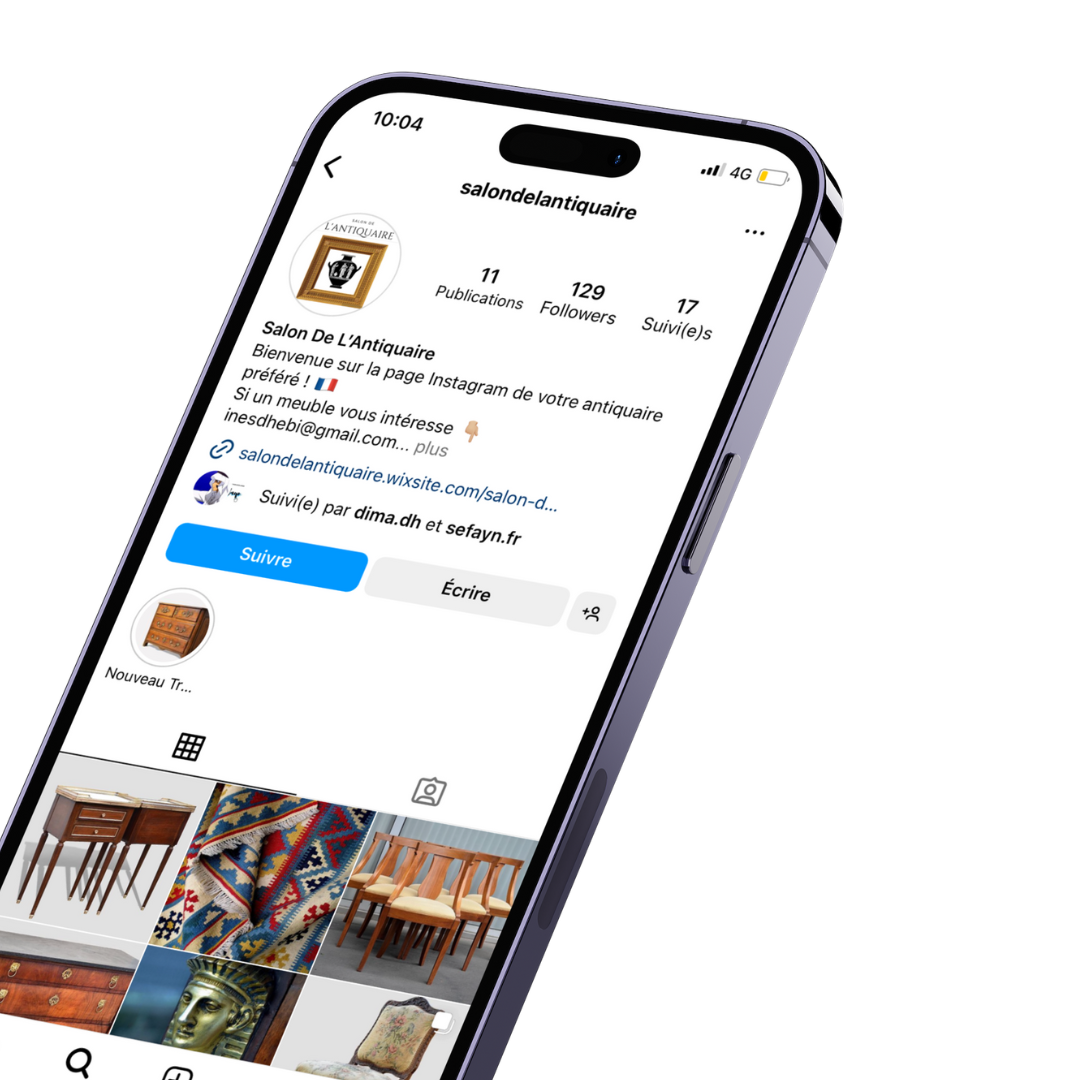 10:04
4G
salondelantiquaire
SALON DE
L'ANTIQUAIRE
11
Publications
129
Followers
17
Suivi(e)s
Salon De L'Antiquaire
Bienvenue sur la page Instagram de votre antiquaire
préféré ! 🇫🇷
Si un meuble vous intéresse 👇🏼
inesdhebi@gmail.com... plus
salondelantiquaire.wixsite.com/salon-d...
Suivi(e) par dima.dh et sefayn.fr
Suivre
Écrire
Nouveau Tr...